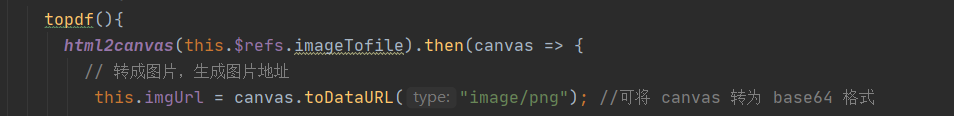 topdf(){
html2canvas(this.$refs.imageTofile).then(canvas => {
// 转成图片，生成图片地址
this.imgUrl = canvas.toDataURL( type: "image/png"); //可将 canvas 转为 base64 格式